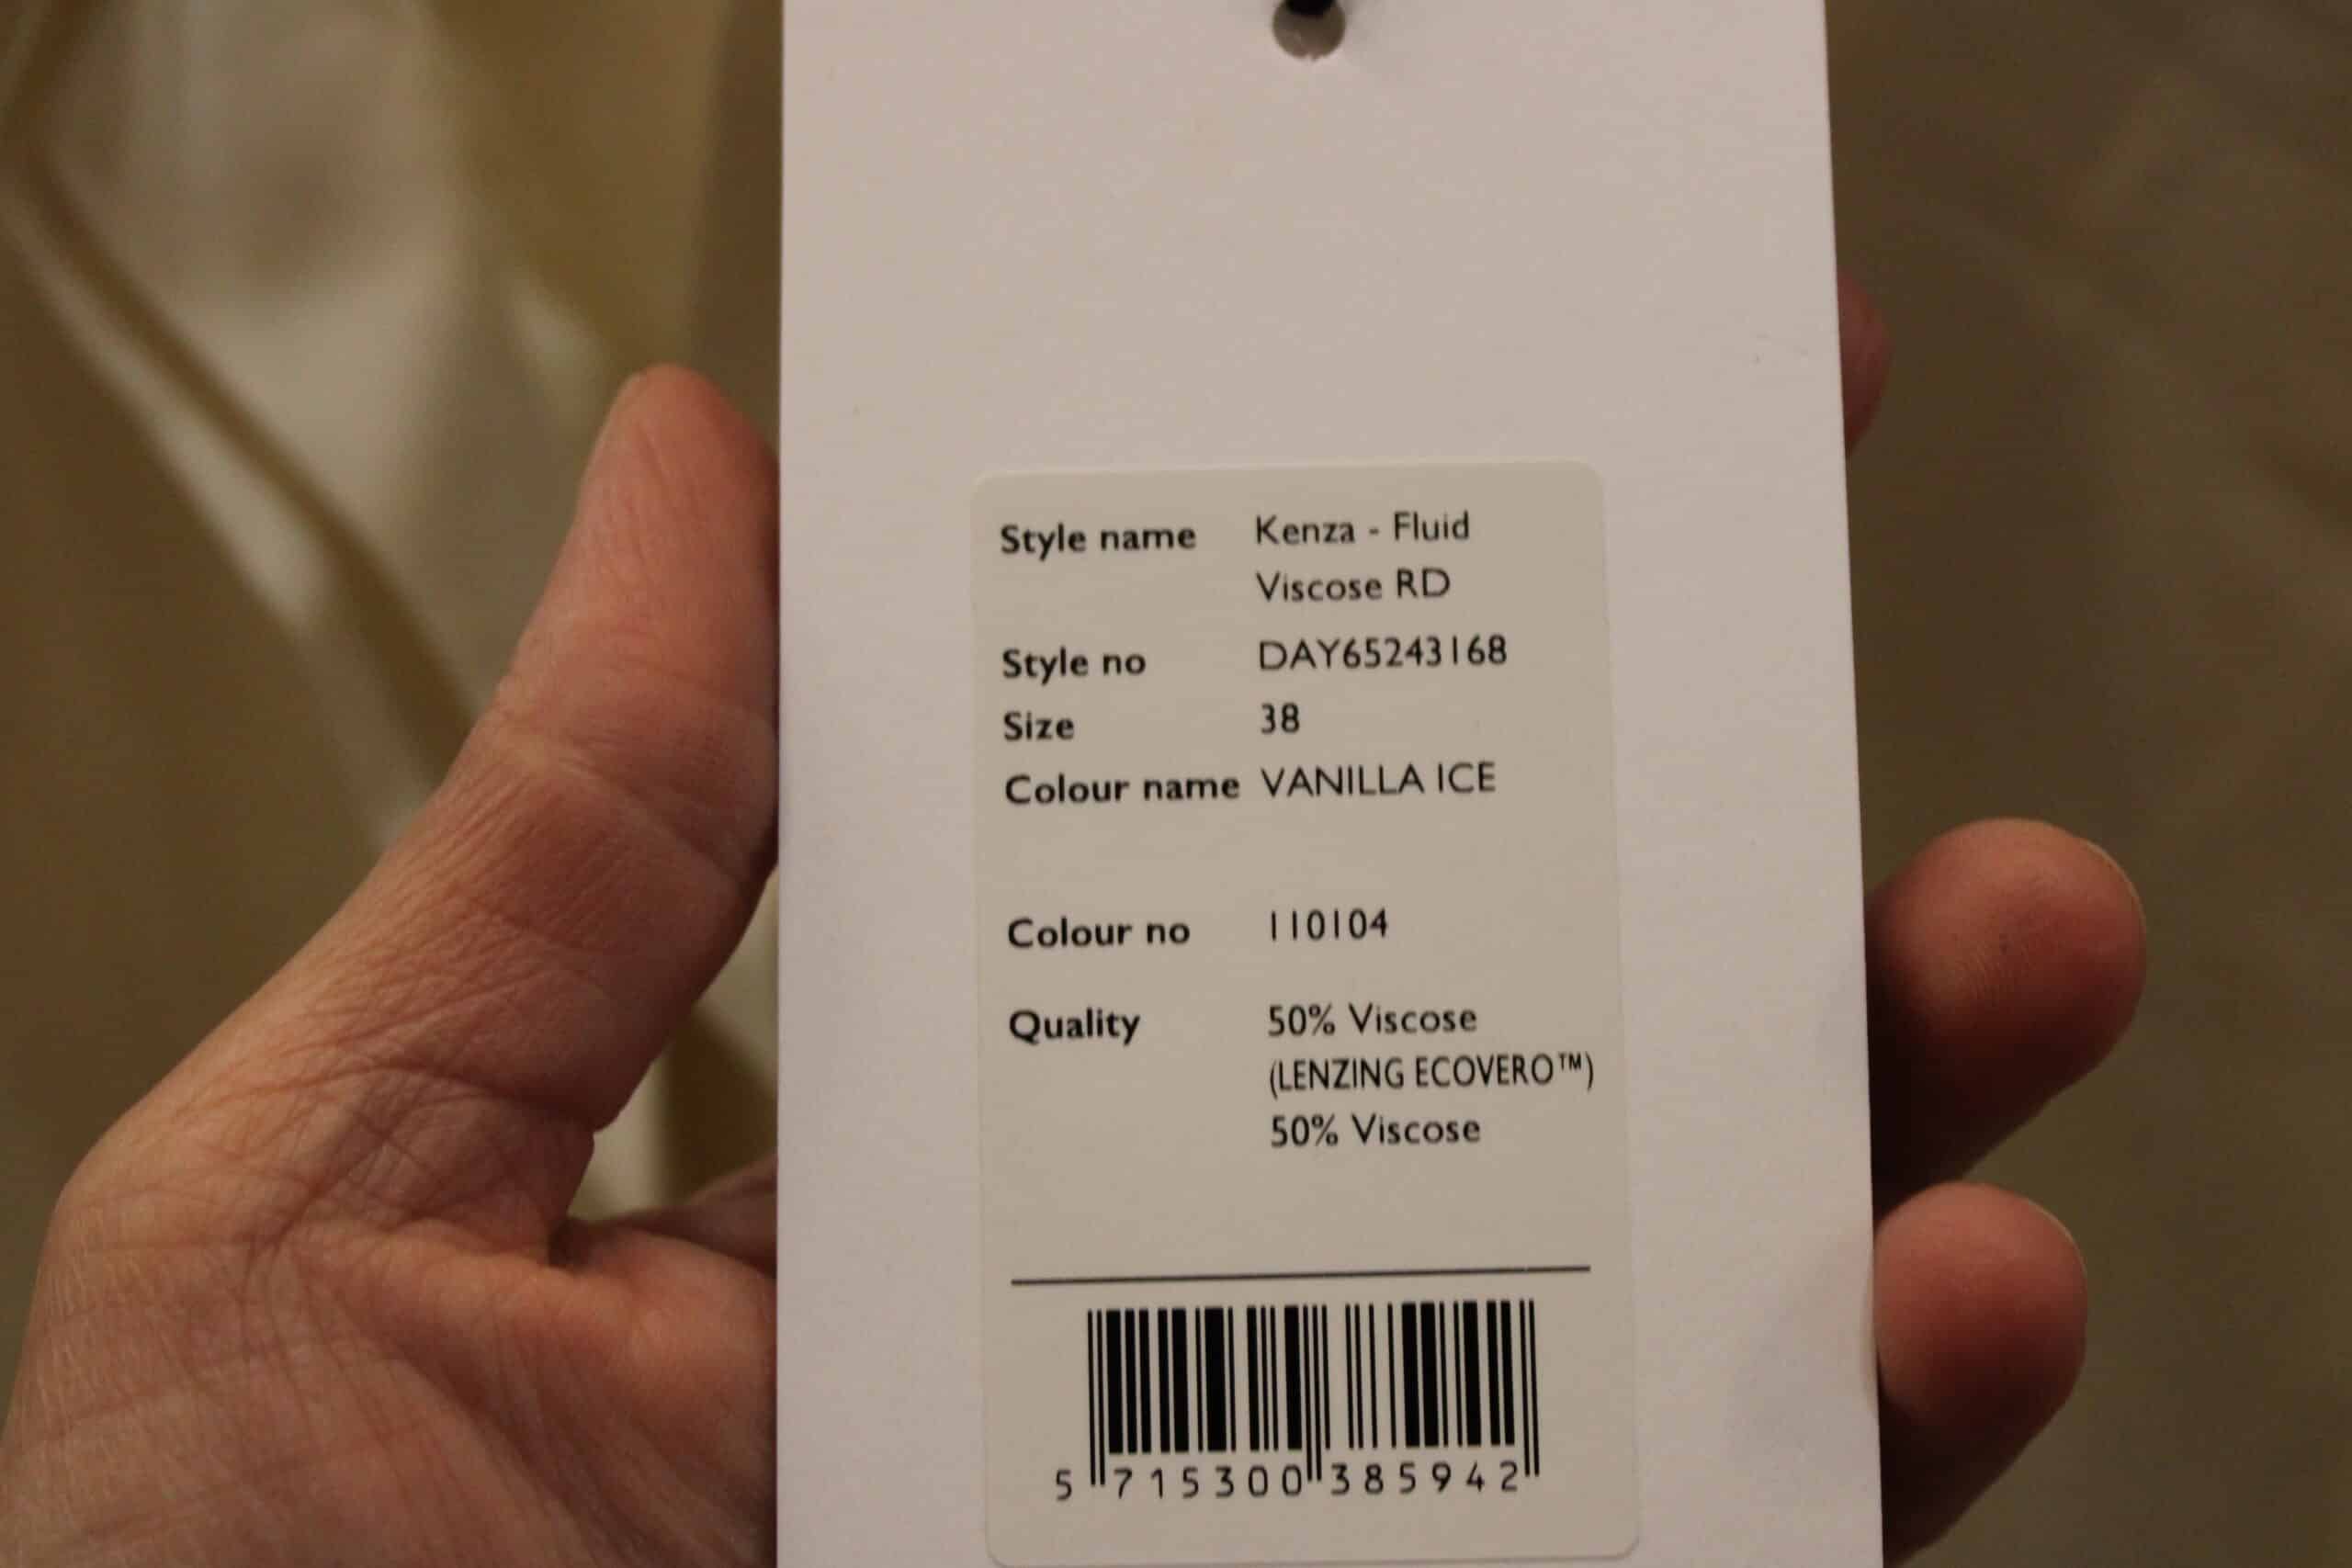 Style name Kenza - Fluid
Viscose RD
Style no DAY65243168
Size 38
Colour name VANILLA ICE
Colour no 110104
Quality 50% Viscose
(LENZING ECOVERO™)
50% Viscose
5 715300 385942